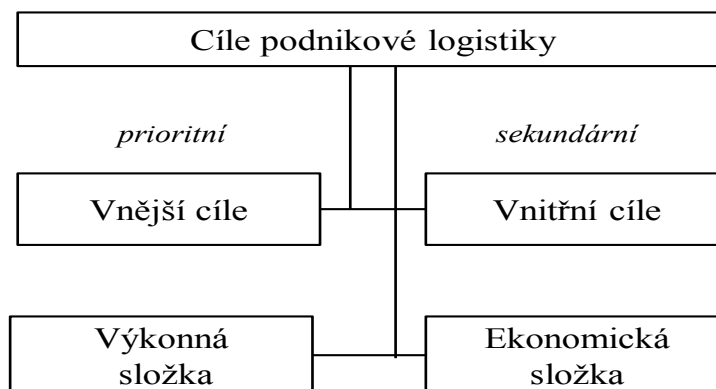 Cíle podnikové logistiky
prioritní
sekundární
Vnější cíle
Vnitřní cíle
Výkonná
složka
Ekonomická
složka